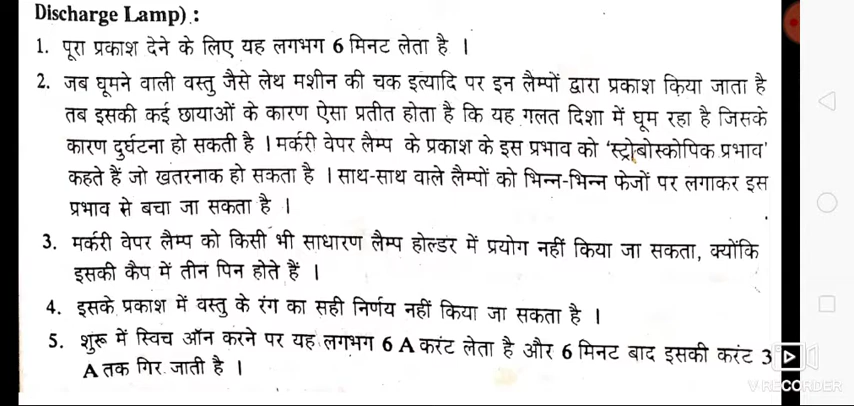 Discharge Lamp) :
1. पूरा प्रकाश देने के लिए यह लगभग 6 मिनट लेता है ।
2. जब घूमने वाली वस्तु जैसे लेथ मशीन की चक इत्यादि पर इन लैम्पों द्वारा प्रकाश किया जाता है
तब इसकी कई छायाओं के कारण ऐसा प्रतीत होता है कि यह गलत दिशा में घूम रहा है जिसके
कारण दुर्घटना हो सकती है । मर्करी वेपर लैम्प के प्रकाश के इस प्रभाव को ‘स्ट्रोबोस्कोपिक प्रभाव’
कहते हैं जो खतरनाक हो सकता है । साथ-साथ वाले लैम्पों को भिन्न-भिन्न फेजों पर लगाकर इस
प्रभाव से बचा जा सकता है ।
3. मर्करी वेपर लैम्प को किसी भी साधारण लैम्प होल्डर में प्रयोग नहीं किया जा सकता, क्योंकि
इसकी कैप में तीन पिन होते हैं ।
4. इसके प्रकाश में वस्तु के रंग का सही निर्णय नहीं किया जा सकता है ।
5. शुरू में स्विच ऑन करने पर यह लगभग 6 A करंट लेता है और 6 मिनट बाद इसकी करंट 3
A तक गिर जाती है ।
V RECORDER